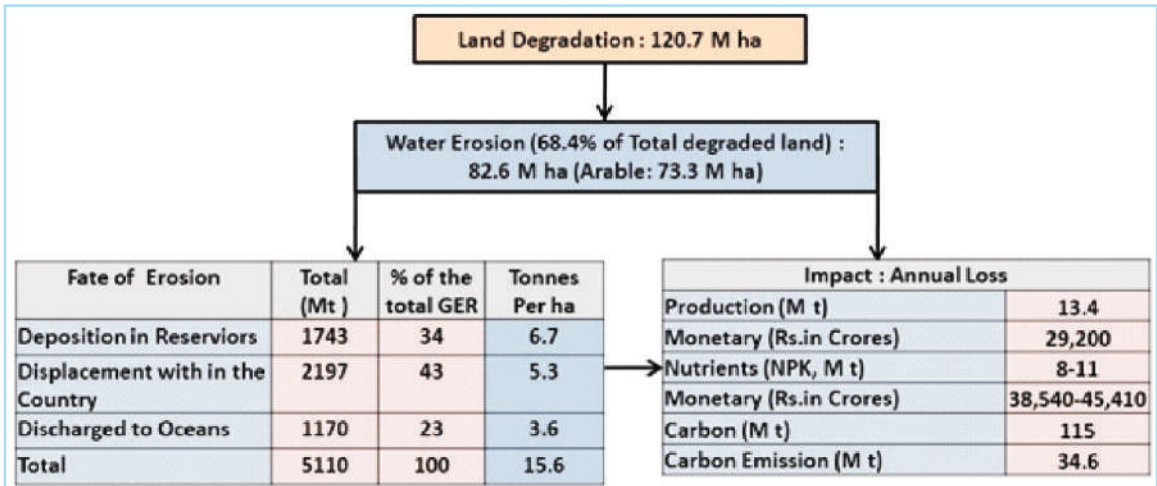 Land Degradation : 120.7 M ha
Water Erosion (68.4% of Total degraded land) :
82.6 M ha (Arable: 73.3 M ha)
Fate of Erosion Total (Mt ) % of the total GER Tonnes Per ha
Deposition in Reserviors 1743 34 6.7
Displacement with in the Country 2197 43 5.3
Discharged to Oceans 1170 23 3.6
Total 5110 100 15.6
Impact : Annual Loss
Production (M t) 13.4
Monetary (Rs.in Crores) 29,200
Nutrients (NPK, M t) 8-11
Monetary (Rs.in Crores) 38,540-45,410
Carbon (M t) 115
Carbon Emission (M t) 34.6